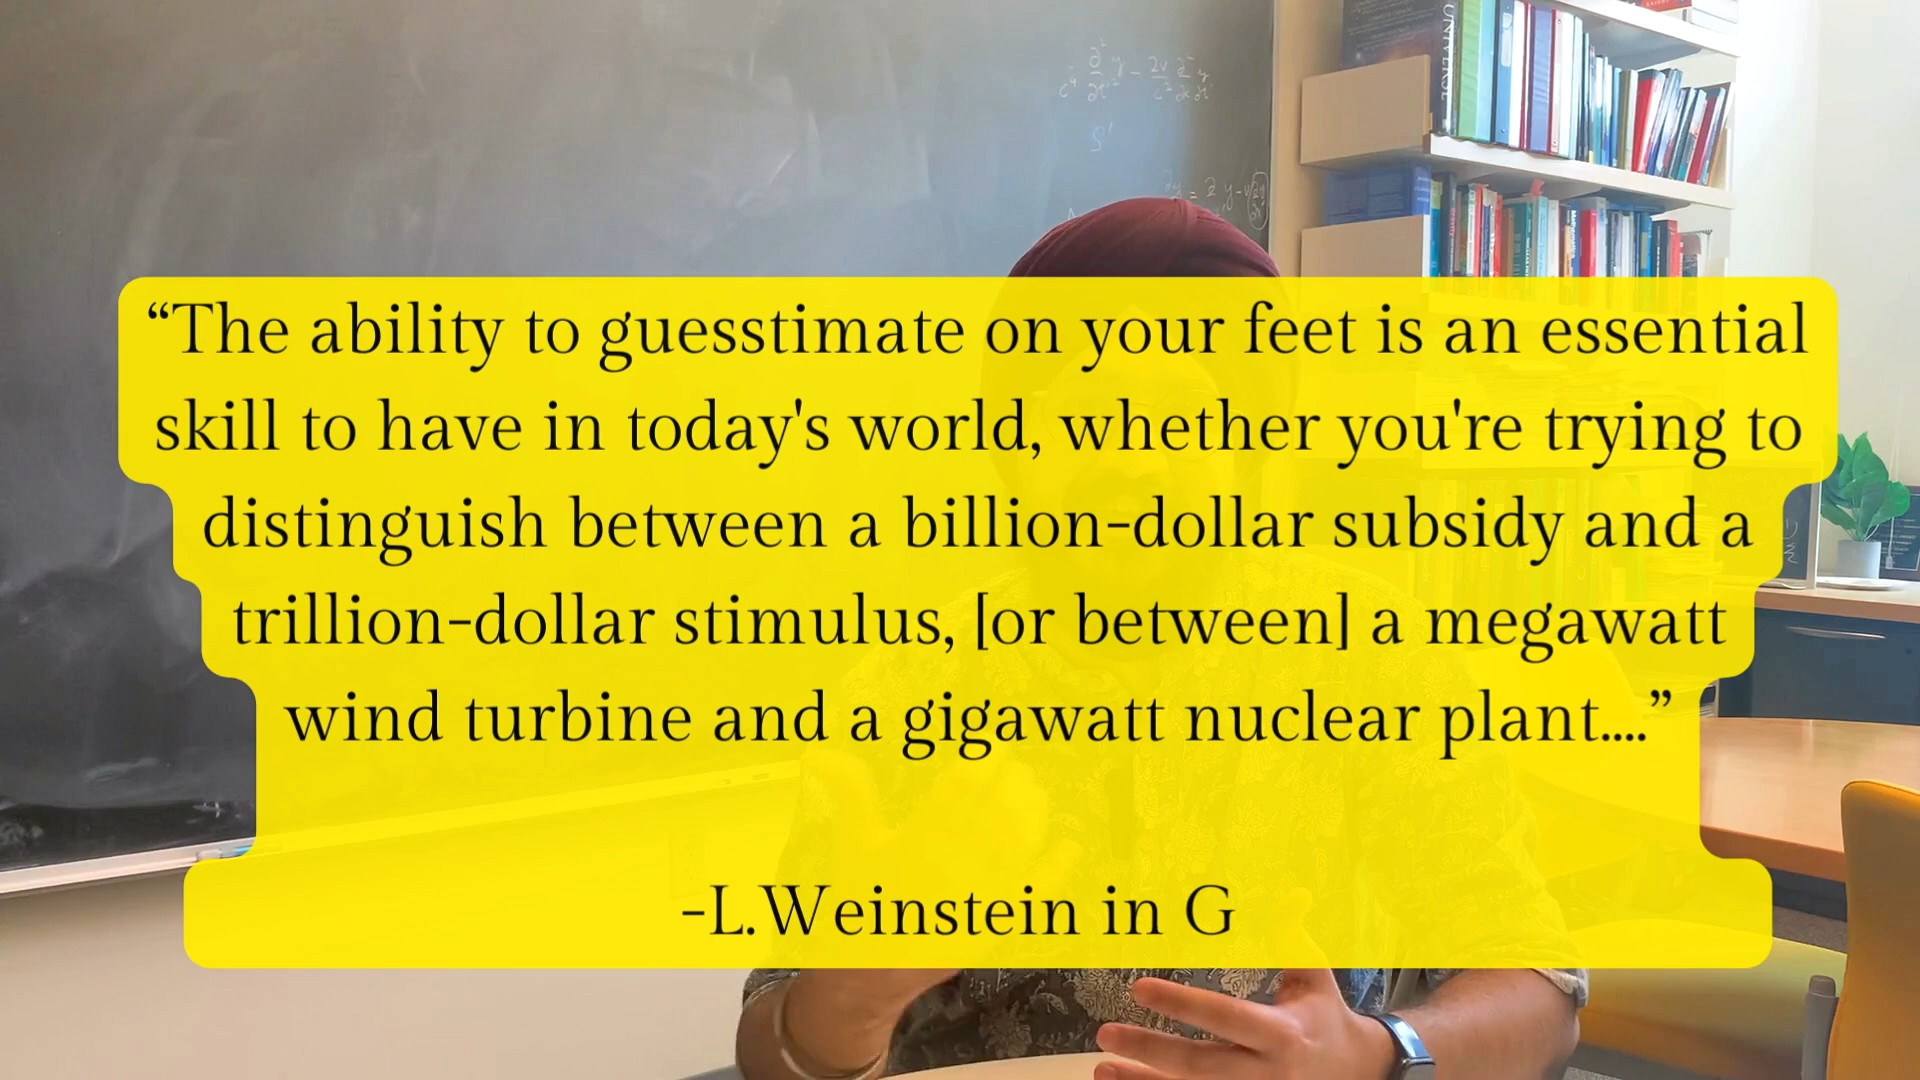 UNIVERSE
“The ability to guesstimate on your feet is an essential
skill to have in today's world, whether you're trying to
distinguish between a billion-dollar subsidy and a
trillion-dollar stimulus, [or between] a megawatt
wind turbine and a gigawatt nuclear plant....”
-L.Weinstein in G